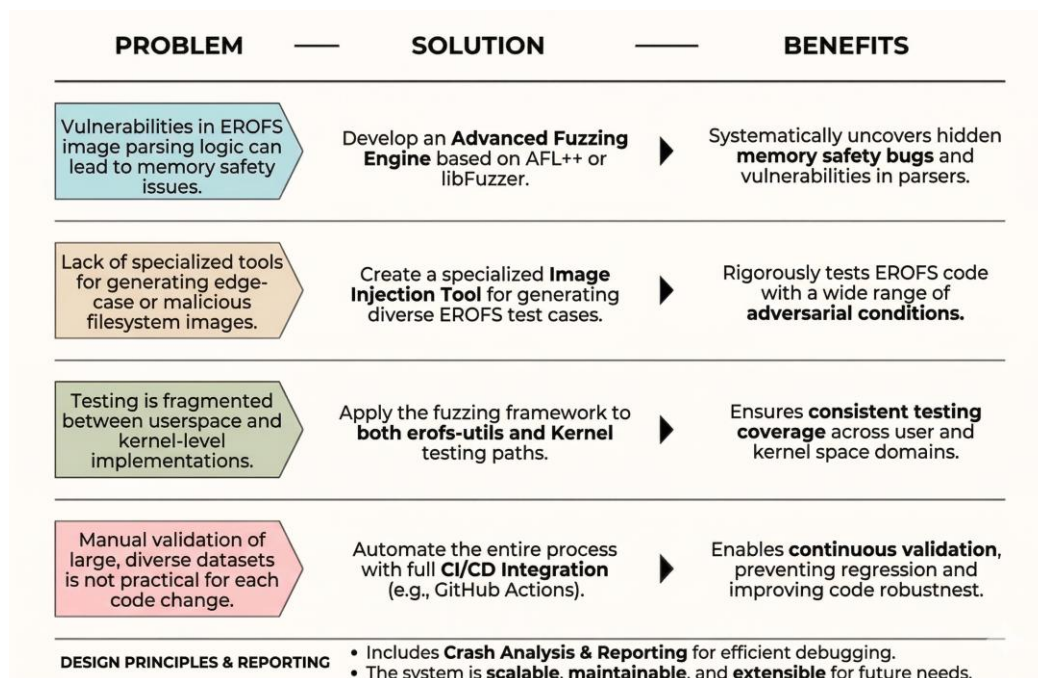 PROBLEM — SOLUTION — BENEFITS
Vulnerabilities in EROFS
image parsing logic can
lead to memory safety
issues.
Develop an Advanced Fuzzing
Engine based on AFL++ or
libFuzzer.
Systematically uncovers hidden
memory safety bugs and
vulnerabilities in parsers.
Lack of specialized tools
for generating edge-
case or malicious
filesystem images.
Create a specialized Image
Injection Tool for generating
diverse EROFS test cases.
Rigorously tests EROFS code
with a wide range of
adversarial conditions.
Testing is fragmented
between userspace and
kernel-level
implementations.
Apply the fuzzing framework to
both erofs-utils and Kernel
testing paths.
Ensures consistent testing
coverage across user and
kernel space domains.
Manual validation of
large, diverse datasets
is not practical for each
code change.
Automate the entire process
with full CI/CD Integration
(e.g., GitHub Actions).
Enables continuous validation,
preventing regression and
improving code robustnest.
DESIGN PRINCIPLES & REPORTING
• Includes Crash Analysis & Reporting for efficient debugging.
• The system is scalable, maintainable, and extensible for future needs.